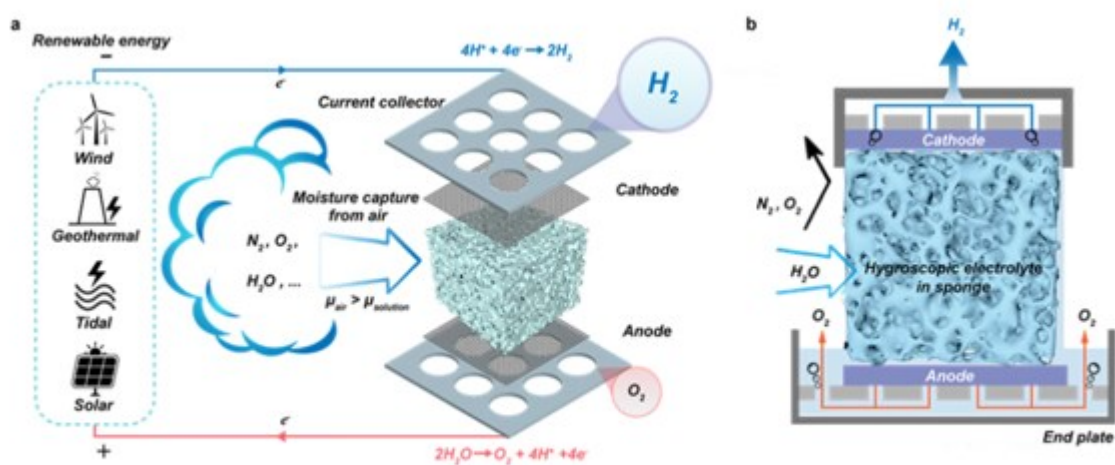 a
Renewable energy
−
4H⁺ + 4e⁻ → 2H₂
e⁻
Current collector
H₂
Wind
Cathode
Moisture capture
from air
N₂, O₂,
H₂O, ...
μair > μsolution
Geothermal
Tidal
Anode
Solar
O₂
+
e⁻
2H₂O → O₂ + 4H⁺ +4e⁻
b
H₂
Cathode
N₂, O₂
H₂O
Hygroscopic electrolyte
in sponge
O₂
O₂
Anode
End plate